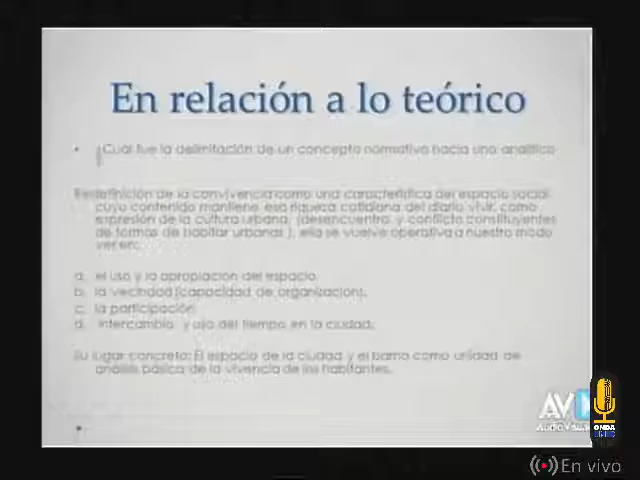 En relación a lo teórico
• ¿Cual fue la delimitación de un concepto normativo hacia uno analítico
Redefinición de la convivencia como una característica del espacio social
cuyo contenido mantiene esa riqueza cotidiana del diario vivir, como
expresión de la cultura urbana, (desencuentro y conflicto constituyentes
de formas de habitar urbanas ), ella se vuelve operativa a nuestro modo
ver en:
a. el uso y la apropiación del espacio.
b. la vecindad (capacidad de organización).
c. la participación
d. intercambio y uso del tiempo en la ciudad.
Su lugar concreto: El espacio de la ciudad y el barrio como unidad de
análisis básica de la vivencia de los habitantes.
AV
Audiovisu
ONDA
En vivo